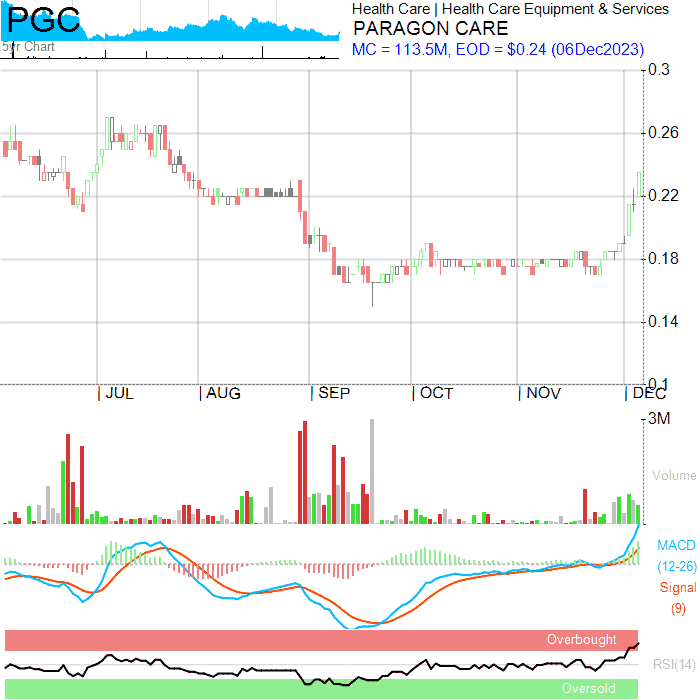 PGC
5yr Chart
Health Care | Health Care Equipment & Services
PARAGON CARE
MC = 113.5M, EOD = $0.24 (06Dec2023)
0.3
0.26
0.22
0.18
0.14
0.1
JUL AUG SEP OCT NOV DEC
3M
Volume
MACD
(12-26)
Signal
(9)
Overbought
RSI(14)
Oversold